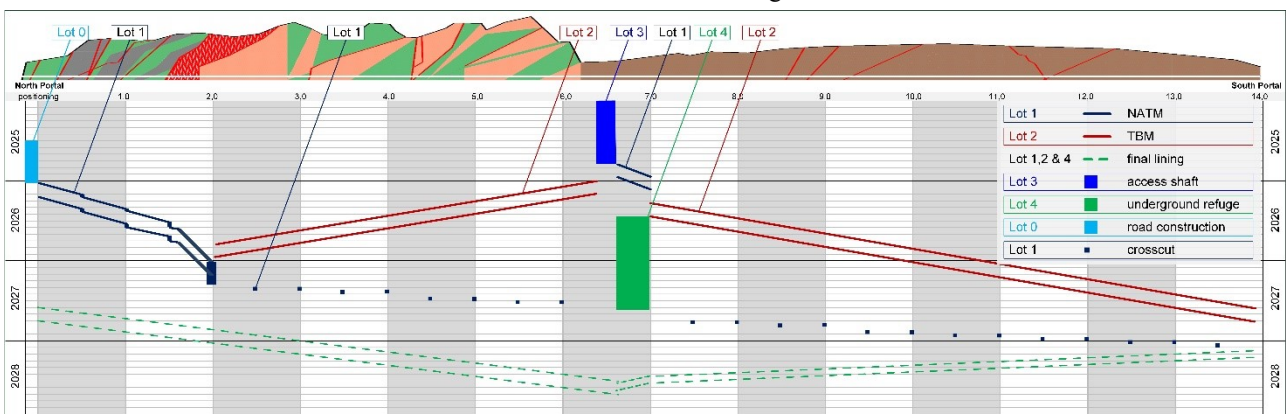 Lot 0
Lot 1
Lot 1
Lot 2
Lot 3
Lot 1
Lot 4
Lot 2
North Portal
South Portal
positioning 1.0 2.0 3.0 4.0 5.0 6.0 7.0 8.0 9.0 10.0 11.0 12.0 13.0 14.0
2025 2025
Lot 1 NATM
Lot 2 TBM
Lot 1,2 & 4 final lining
Lot 3 access shaft
Lot 4 underground refuge
Lot 0 road construction
Lot 1 crosscut
2026 2026
2027 2027
2028 2028